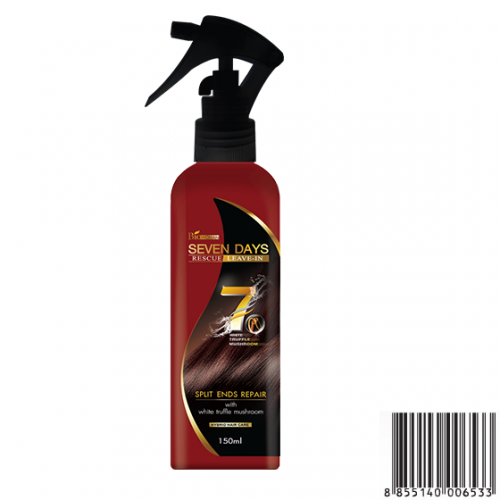 Bio
SEVEN DAYS
RESCUE LEAVE-IN
7
WHITE
TRUFFLE
MUSHROOM
SPLIT ENDS REPAIR
with
white truffle mushroom
HYBRID HAIR CARE
150ml
8 855140 006533